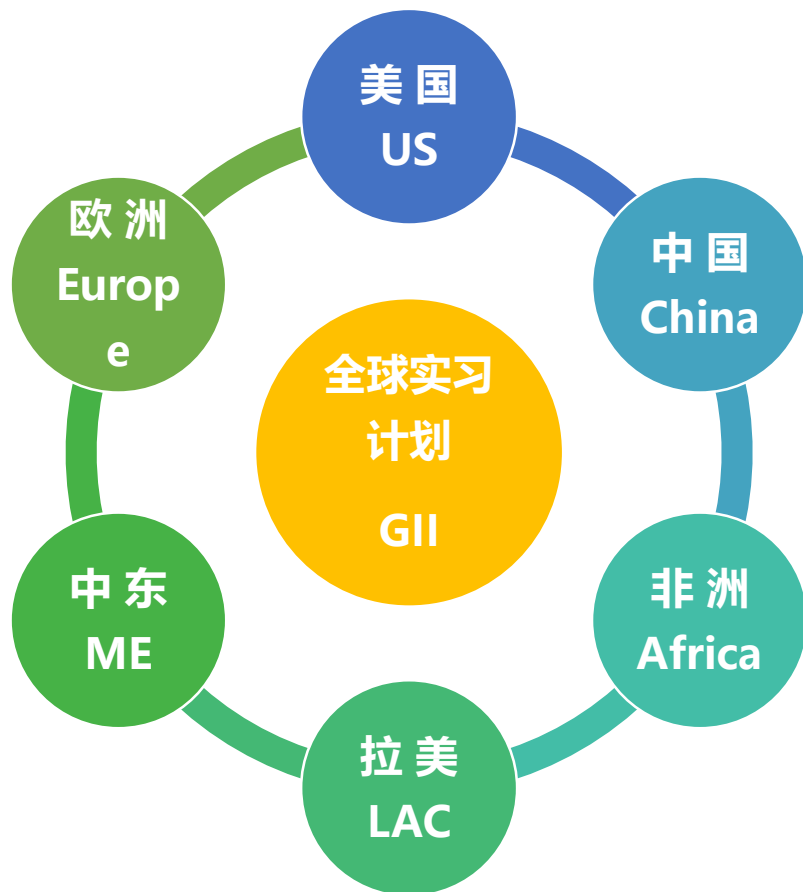 美 国
US
中 国
China
非 洲
Africa
拉 美
LAC
中 东
ME
欧 洲
Europ
e
全球实习
计划
GII